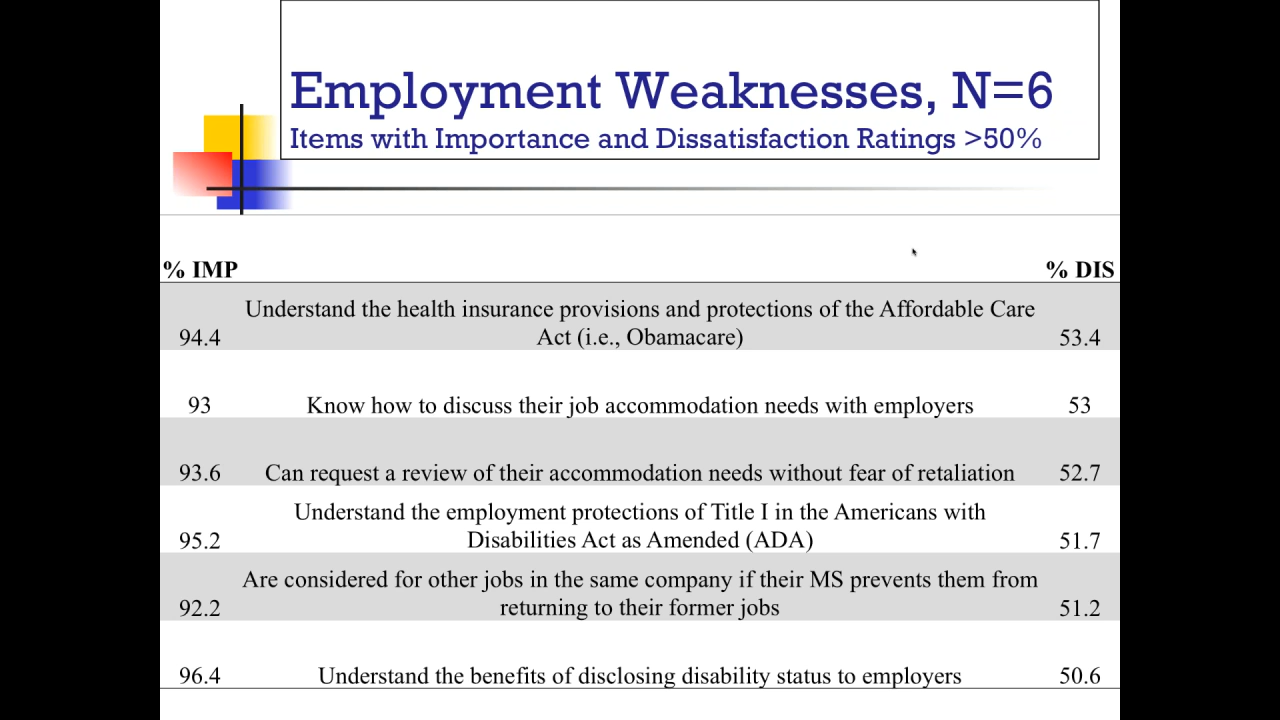 Employment Weaknesses, N=6
Items with Importance and Dissatisfaction Ratings >50%
% IMP % DIS
Understand the health insurance provisions and protections of the Affordable Care
94.4 Act (i.e., Obamacare) 53.4
93 Know how to discuss their job accommodation needs with employers 53
93.6 Can request a review of their accommodation needs without fear of retaliation 52.7
Understand the employment protections of Title I in the Americans with
95.2 Disabilities Act as Amended (ADA) 51.7
Are considered for other jobs in the same company if their MS prevents them from
92.2 returning to their former jobs 51.2
96.4 Understand the benefits of disclosing disability status to employers 50.6